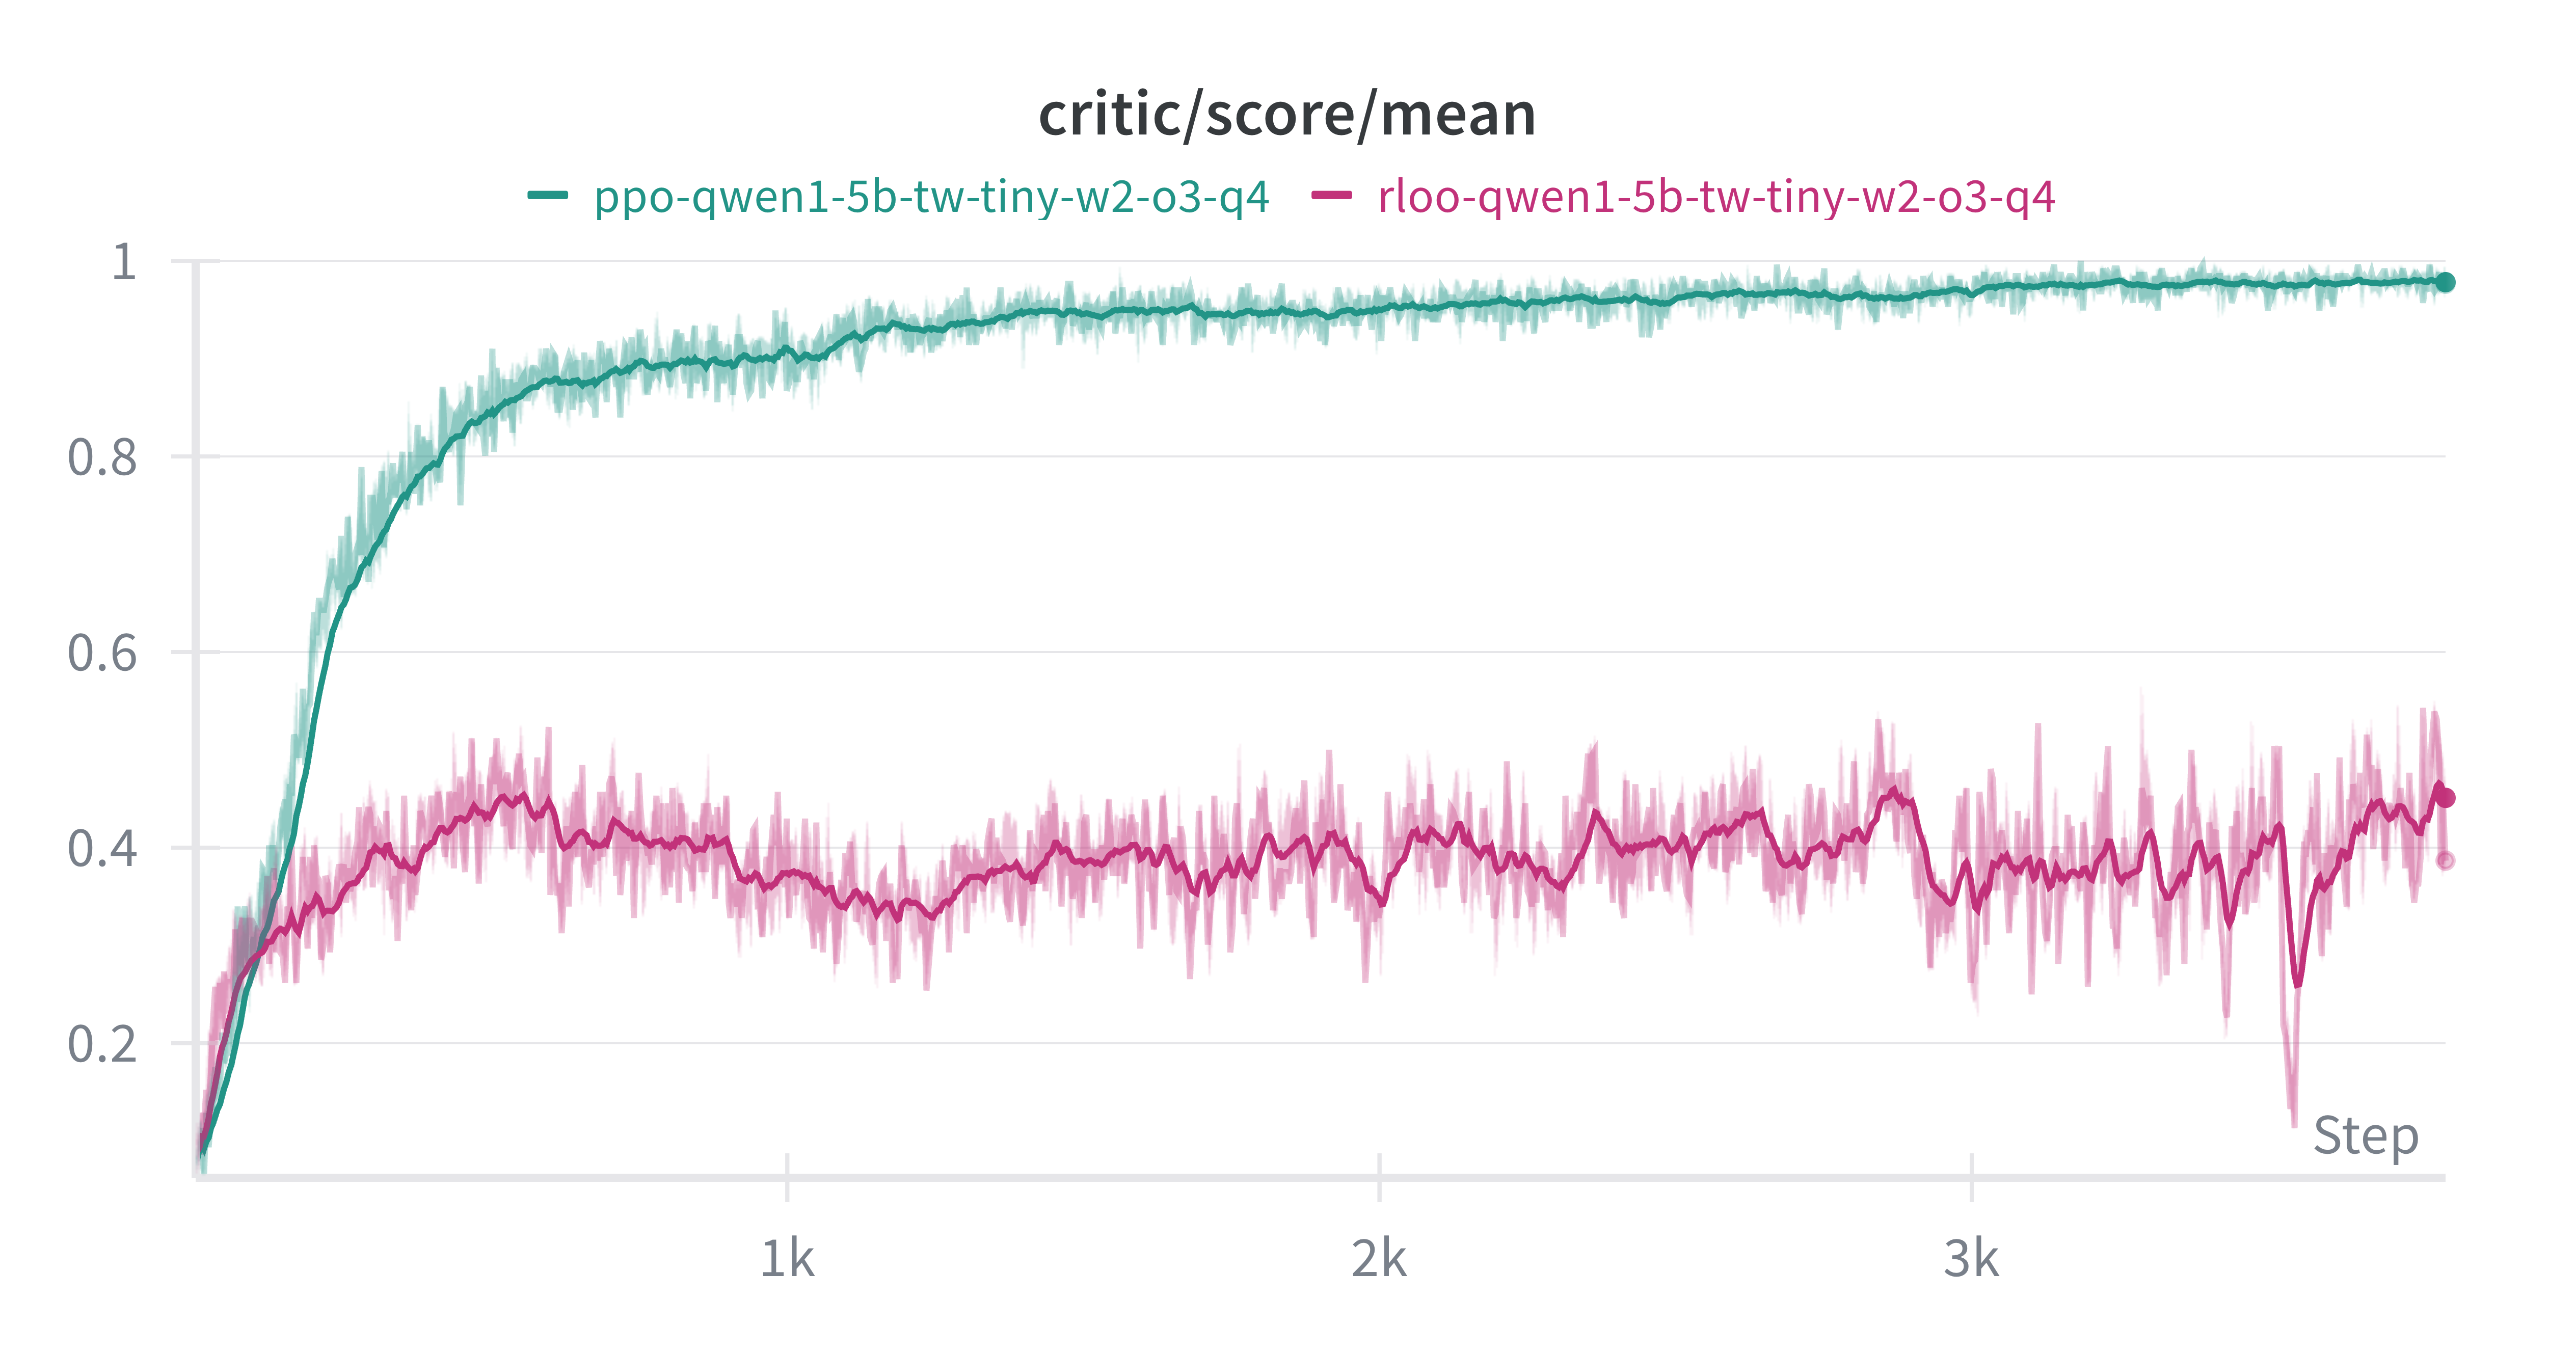 critic/score/mean
ppo-qwen1-5b-tw-tiny-w2-o3-q4 rloo-qwen1-5b-tw-tiny-w2-o3-q4
1
0.8
0.6
0.4
0.2
Step
1k 2k 3k